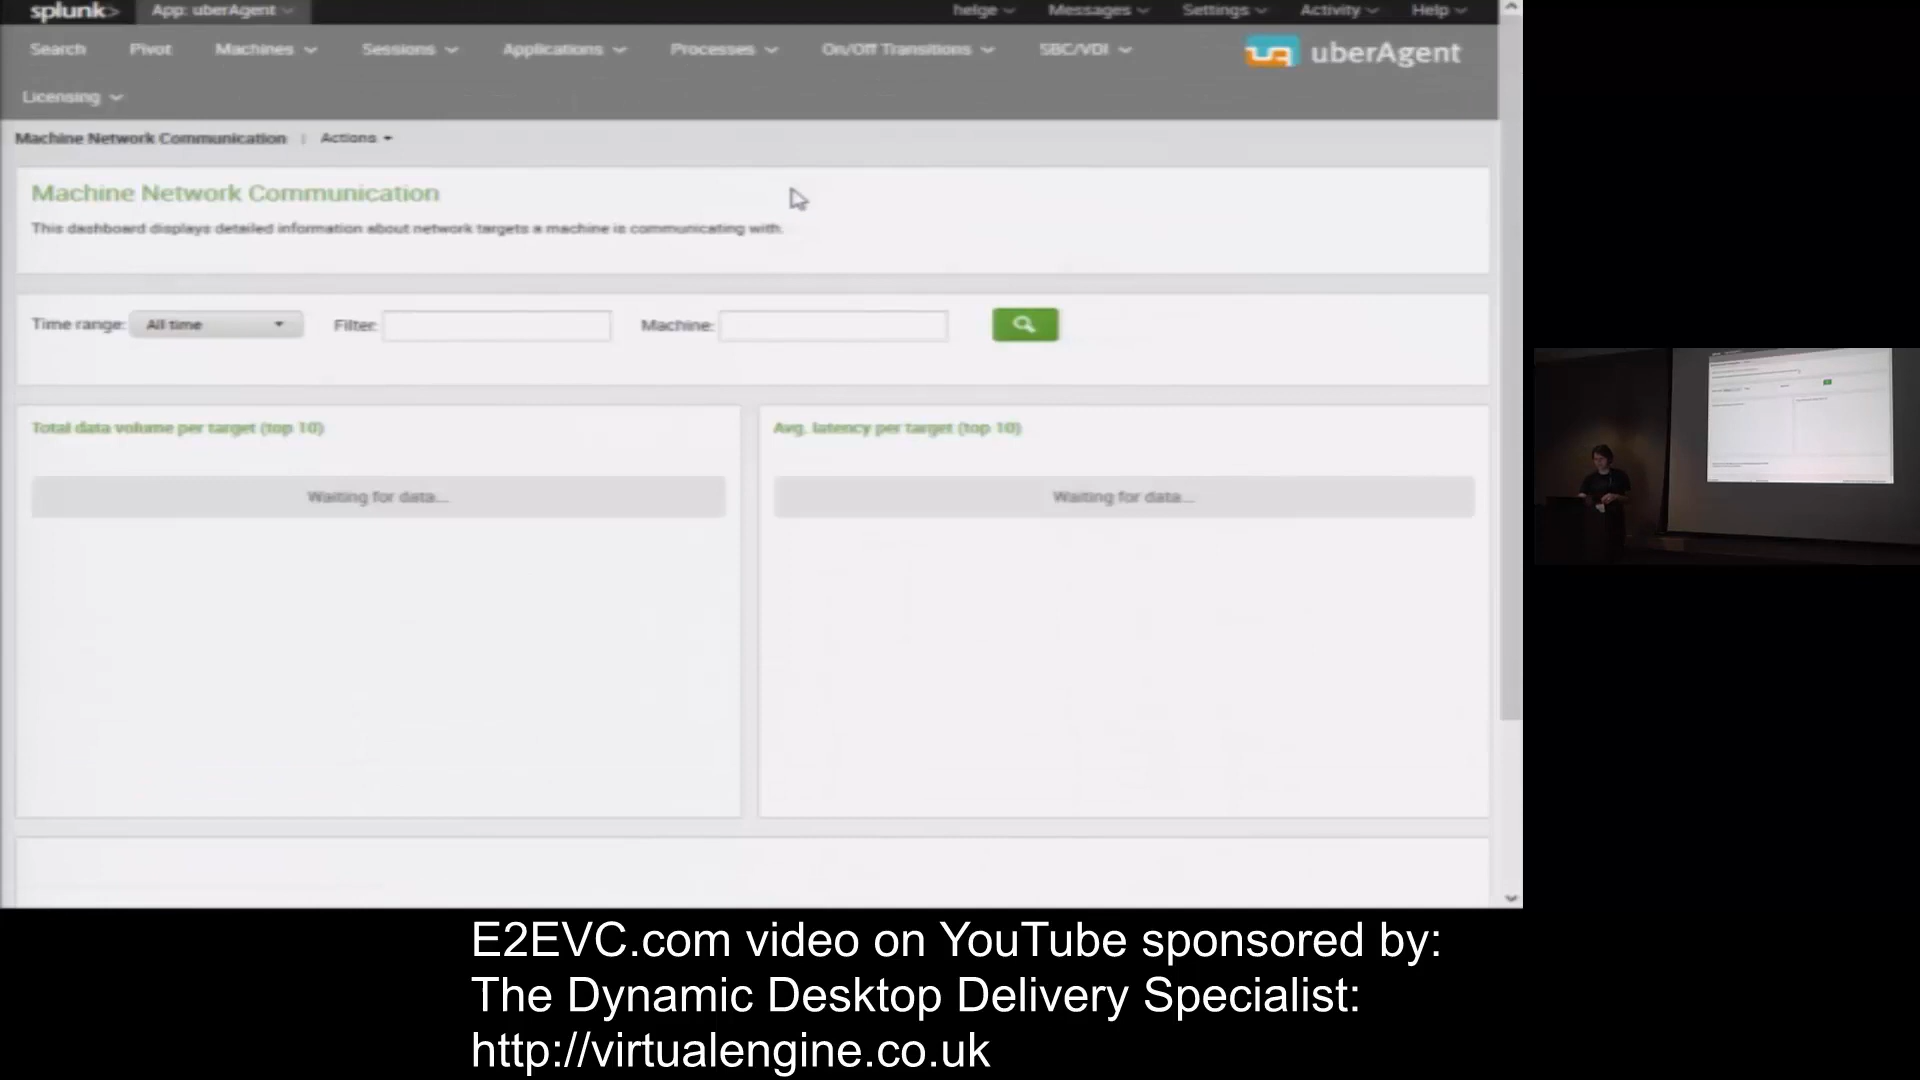 splunk> App: uberAgent helge Messages Settings Activity Help
Search Pivot Machines Sessions Applications Processes On/Off Transitions SBC/VDI uberAgent
Licensing
Machine Network Communication | Actions
Machine Network Communication
This dashboard displays detailed information about network targets a machine is communicating with.
Time range: All time Filter: Machine:
Total data volume per target (top 10)
Avg. latency per target (top 10)
Waiting for data...
Waiting for data...
E2EVC.com video on YouTube sponsored by:
The Dynamic Desktop Delivery Specialist:
http://virtualengine.co.uk